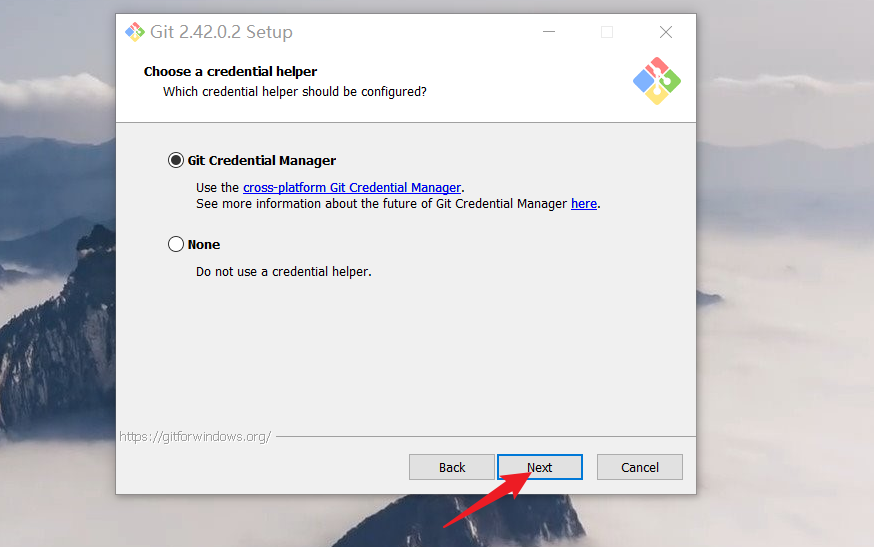 Git 2.42.0.2 Setup
Choose a credential helper
Which credential helper should be configured?
Git Credential Manager
Use the cross-platform Git Credential Manager.
See more information about the future of Git Credential Manager here.
None
Do not use a credential helper.
https://gitforwindows.org/
Back Next Cancel